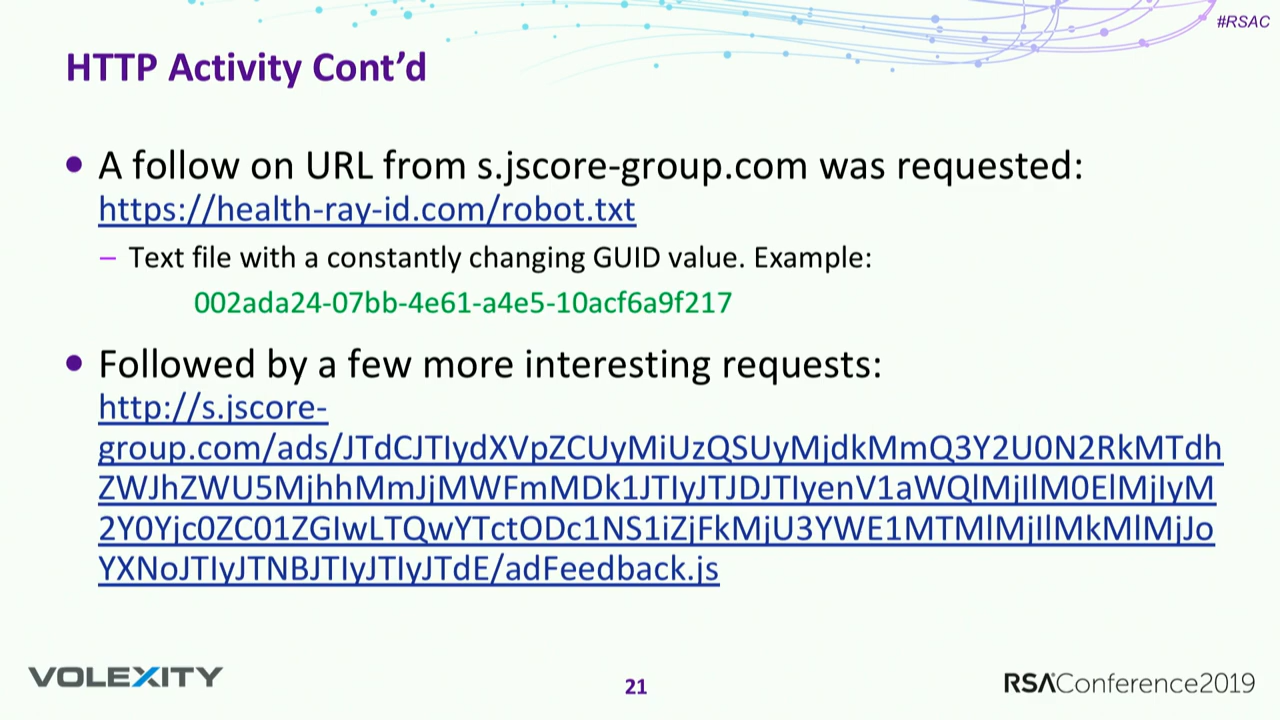 #RSAC
HTTP Activity Cont’d
• A follow on URL from s.jscore-group.com was requested:
https://health-ray-id.com/robot.txt
– Text file with a constantly changing GUID value. Example:
002ada24-07bb-4e61-a4e5-10acf6a9f217
• Followed by a few more interesting requests:
http://s.jscore-
group.com/ads/JTdCJTIydXVpZCUyMiUzQSUyMjdkMmQ3Y2U0N2RkMTdh
ZWJhZWU5MjhhMmJjMWFmMDk1JTIyJTJDJTIyenV1aWQlMjIlM0ElMjIyM
2Y0Yjc0ZC01ZGIwLTQwYTctODc1NS1iZjFkMjU3YWE1MTMlMjIlMkMlMjJo
YXNoJTIyJTNBJTIyJTIyJTdE/adFeedback.js
VOLEXITY
21
RSAConference2019